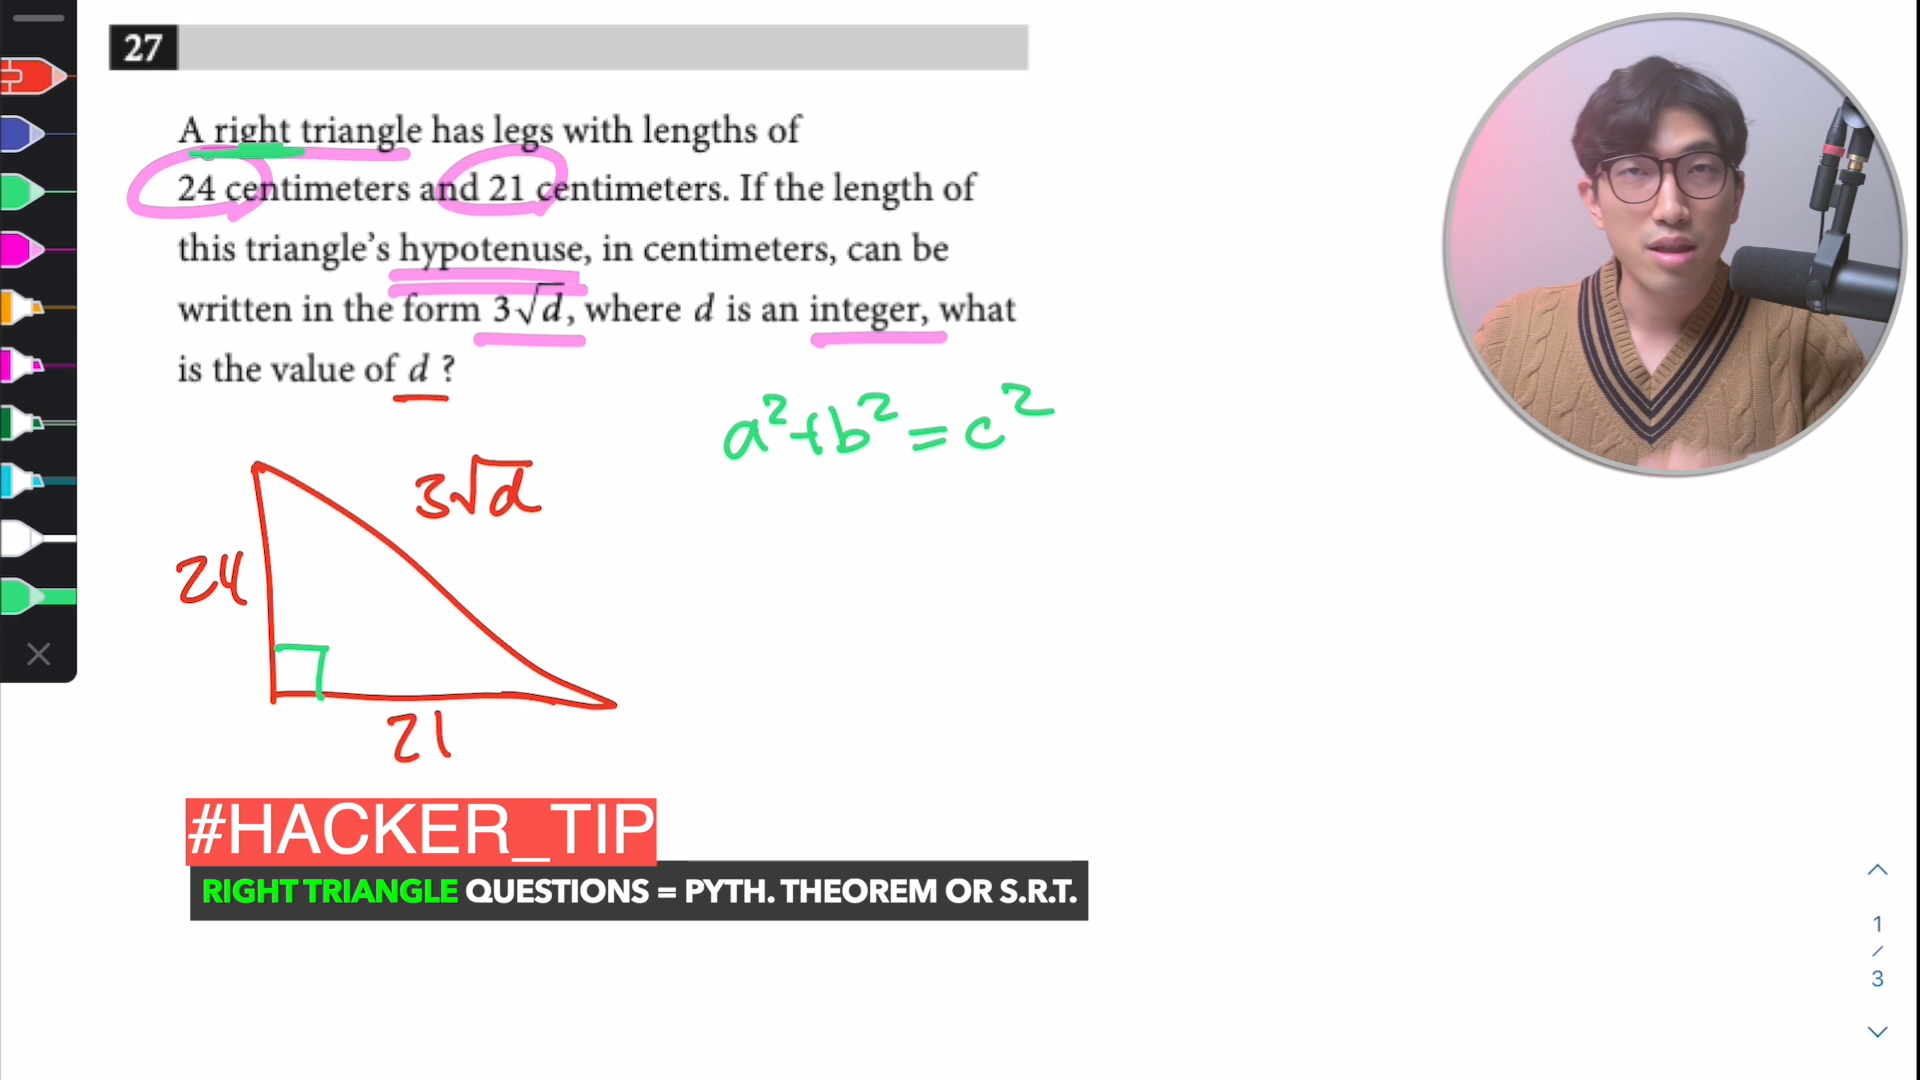 27
A right triangle has legs with lengths of
24 centimeters and 21 centimeters. If the length of
this triangle’s hypotenuse, in centimeters, can be
written in the form 3√d, where d is an integer, what
is the value of d ?
a²+b²=c²
3√d
24
21
#HACKER_TIP
RIGHT TRIANGLE QUESTIONS = PYTH. THEOREM OR S.R.T.
1
/
3